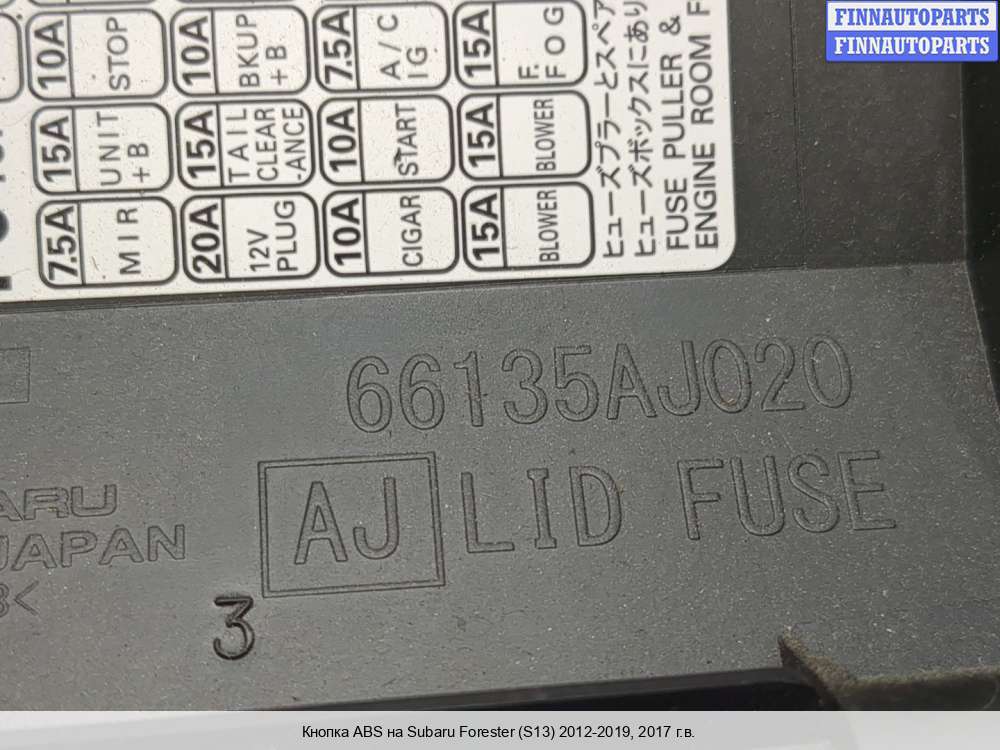 FINNAUTOPARTS
FINNAUTOPARTS
10A STOP
10A BKUP +B
7.5A A/C IG
15A F. FOG
15A UNIT +B
15A TAIL CLEAR -ANCE
10A START
15A BLOWER
7.5A MIR
20A 12V PLUG
10A CIGAR
15A BLOWER
ヒューズプラーとスペア
ヒューズボックスにあり
FUSE PULLER &
ENGINE ROOM F
66135AJ020
AJ LID FUSE
ARU
JAPAN
3
Кнопка ABS на Subaru Forester (S13) 2012-2019, 2017 г.в.